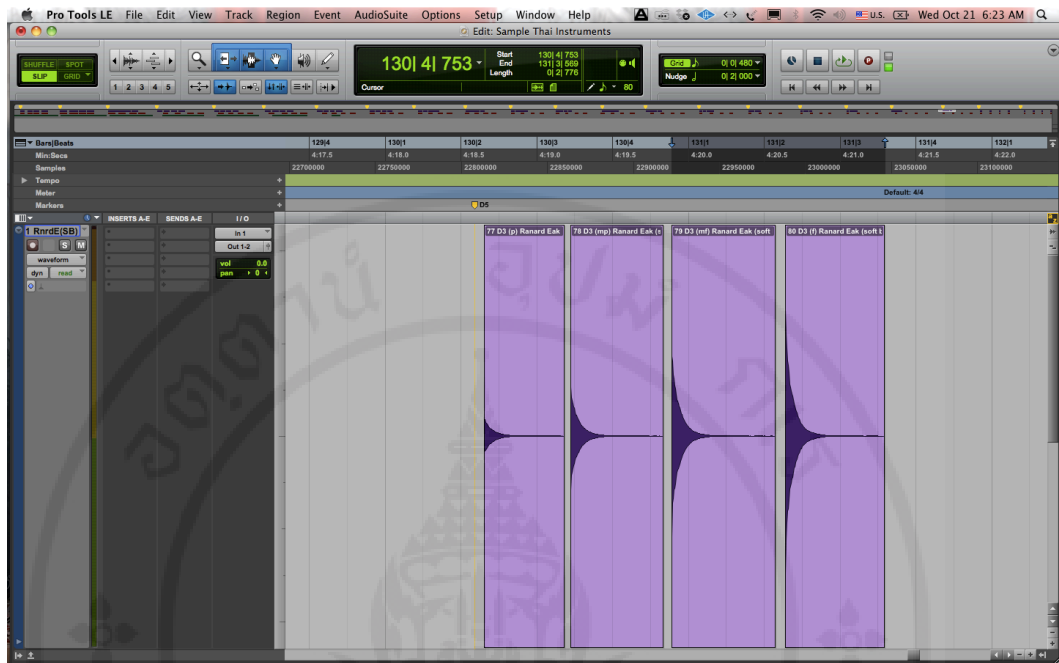 Pro Tools LE File Edit View Track Region Event AudioSuite Options Setup Window Help U.S. Wed Oct 21 6:23 AM
Edit: Sample Thai Instruments
SHUFFLE SPOT
SLIP GRID
1 2 3 4 5
130| 4| 753
Start 130| 4| 753
End 131| 3| 569
Length 0| 2| 776
Cursor 80
Grid 0| 0| 480
Nudge 0| 2| 000
Bars|Beats 129|4 130|1 130|2 130|3 130|4 131|1 131|2 131|3 131|4 132|1
Min:Secs 4:17.5 4:18.0 4:18.5 4:19.0 4:19.5 4:20.0 4:20.5 4:21.0 4:21.5 4:22.0
Samples 22700000 22750000 22800000 22850000 22900000 22950000 23000000 23050000 23100000
Tempo
Meter Default: 4/4
Markers D5
INSERTS A-E SENDS A-E I / O
1 RnrdE(SB) In 1
S M Out 1-2
waveform vol 0.0
dyn read pan 0
77 D3 (p) Ranard Eak 78 D3 (mp) Ranard Eak (s 79 D3 (mf) Ranard Eak (soft 80 D3 (f) Ranard Eak (soft b